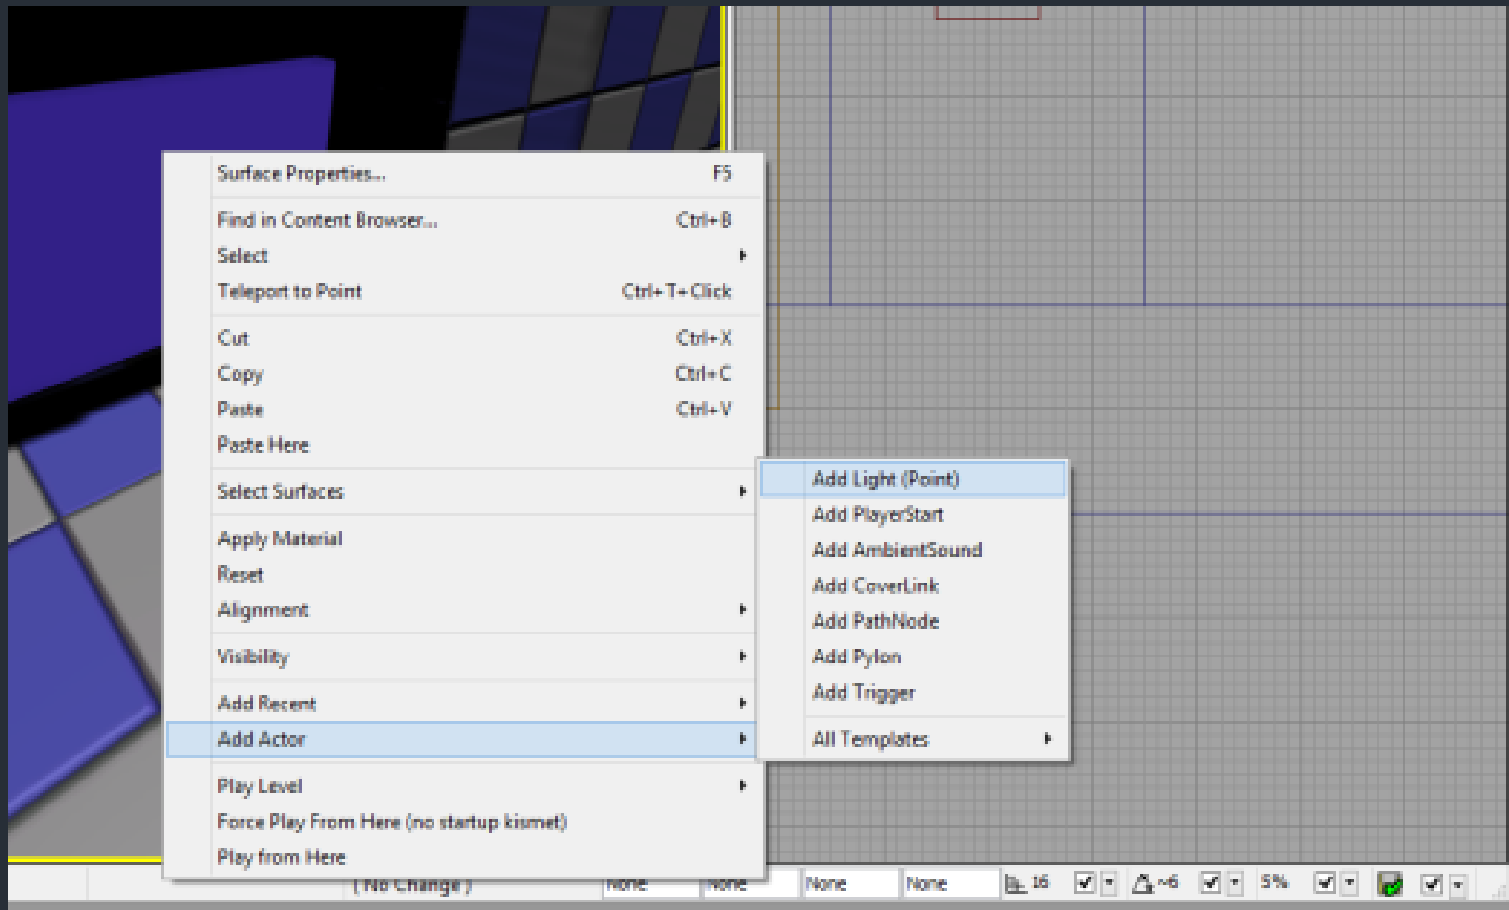 Surface Properties... F5
Find in Content Browser... Ctrl+B
Select
Teleport to Point Ctrl+T+Click
Cut Ctrl+X
Copy Ctrl+C
Paste Ctrl+V
Paste Here
Select Surfaces
Apply Material
Reset
Alignment
Visibility
Add Recent
Add Actor
Play Level
Force Play From Here (no startup kismet)
Play from Here
Add Light (Point)
Add PlayerStart
Add AmbientSound
Add CoverLink
Add PathNode
Add Pylon
Add Trigger
All Templates
( No Change ) None None None None 16 ~6 5%